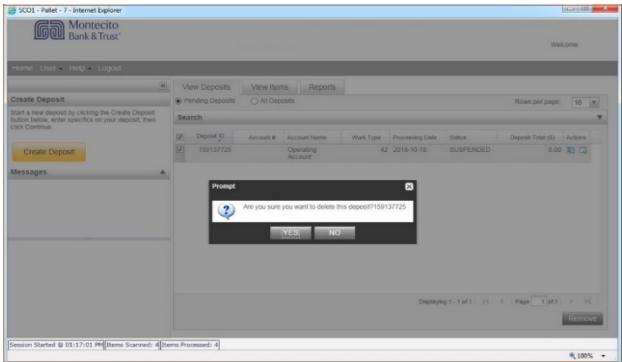 SCO1 - Pallet - 7 - Internet Explorer
Montecito
Bank & Trust
Welcome
Home User Help Logout
View Deposits View Items Reports
Pending Deposits All Deposits Rows per page: 10
Create Deposit
Start a new deposit by clicking the Create Deposit
button below, enter specifics on your deposit, then
click Continue.
Search
Deposit ID Account # Account Name Work Type Processing Date Status Deposit Total ($) Actions
159137725 Operating Account 42 2016-10-18 SUSPENDED 0.00
Create Deposit
Messages
Prompt
Are you sure you want to delete this deposit?159137725
YES NO
Displaying 1 - 1 of 1 Page 1 of 1
Remove
Session Started @ 01:17:01 PM Items Scanned: 4 Items Processed: 4
100%